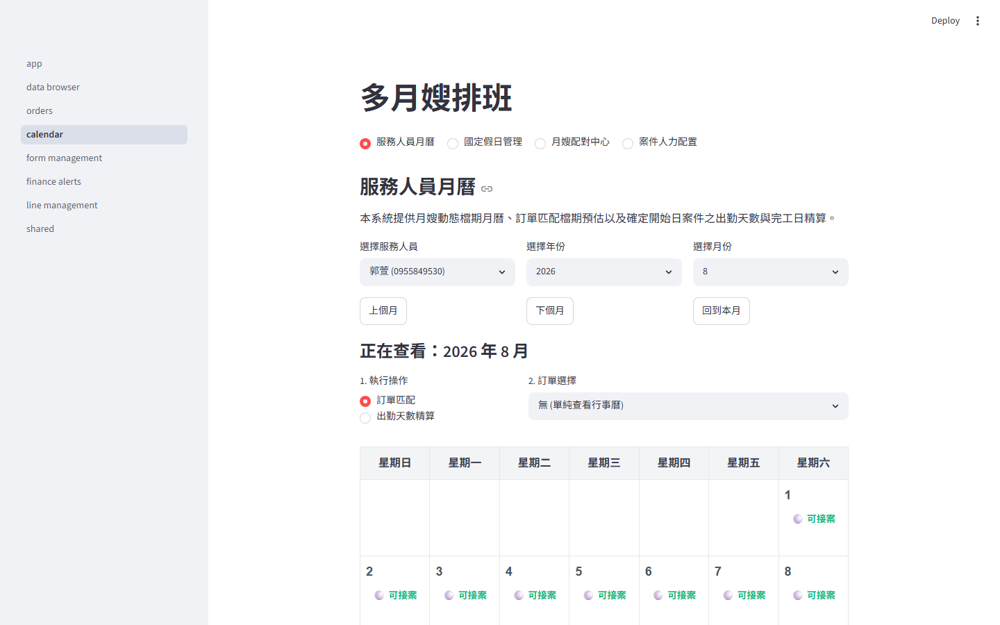 Deploy
app
data browser
orders
calendar
form management
finance alerts
line management
shared
多月嫂排班
服務人員月曆 國定假日管理 月嫂配對中心 案件人力配置
服務人員月曆
本系統提供月嫂動態檔期月曆、訂單匹配檔期預估以及確定開始日案件之出勤天數與完工日精算。
選擇服務人員 選擇年份 選擇月份
郭萱 (0955849530) 2026 8
上個月 下個月 回到本月
正在查看：2026 年 8 月
1. 執行操作 2. 訂單選擇
訂單匹配 無 (單純查看行事曆)
出勤天數精算
星期日 星期一 星期二 星期三 星期四 星期五 星期六
1
可接案
2 3 4 5 6 7 8
可接案 可接案 可接案 可接案 可接案 可接案 可接案